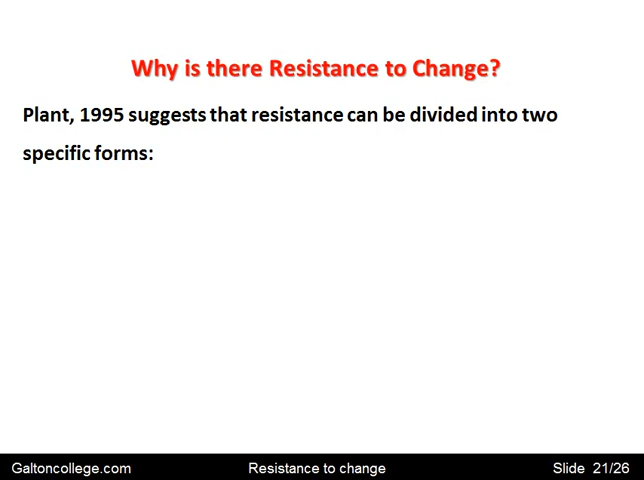 Why is there Resistance to Change?
Plant, 1995 suggests that resistance can be divided into two
specific forms:
Galtoncollege.com Resistance to change Slide 21/26